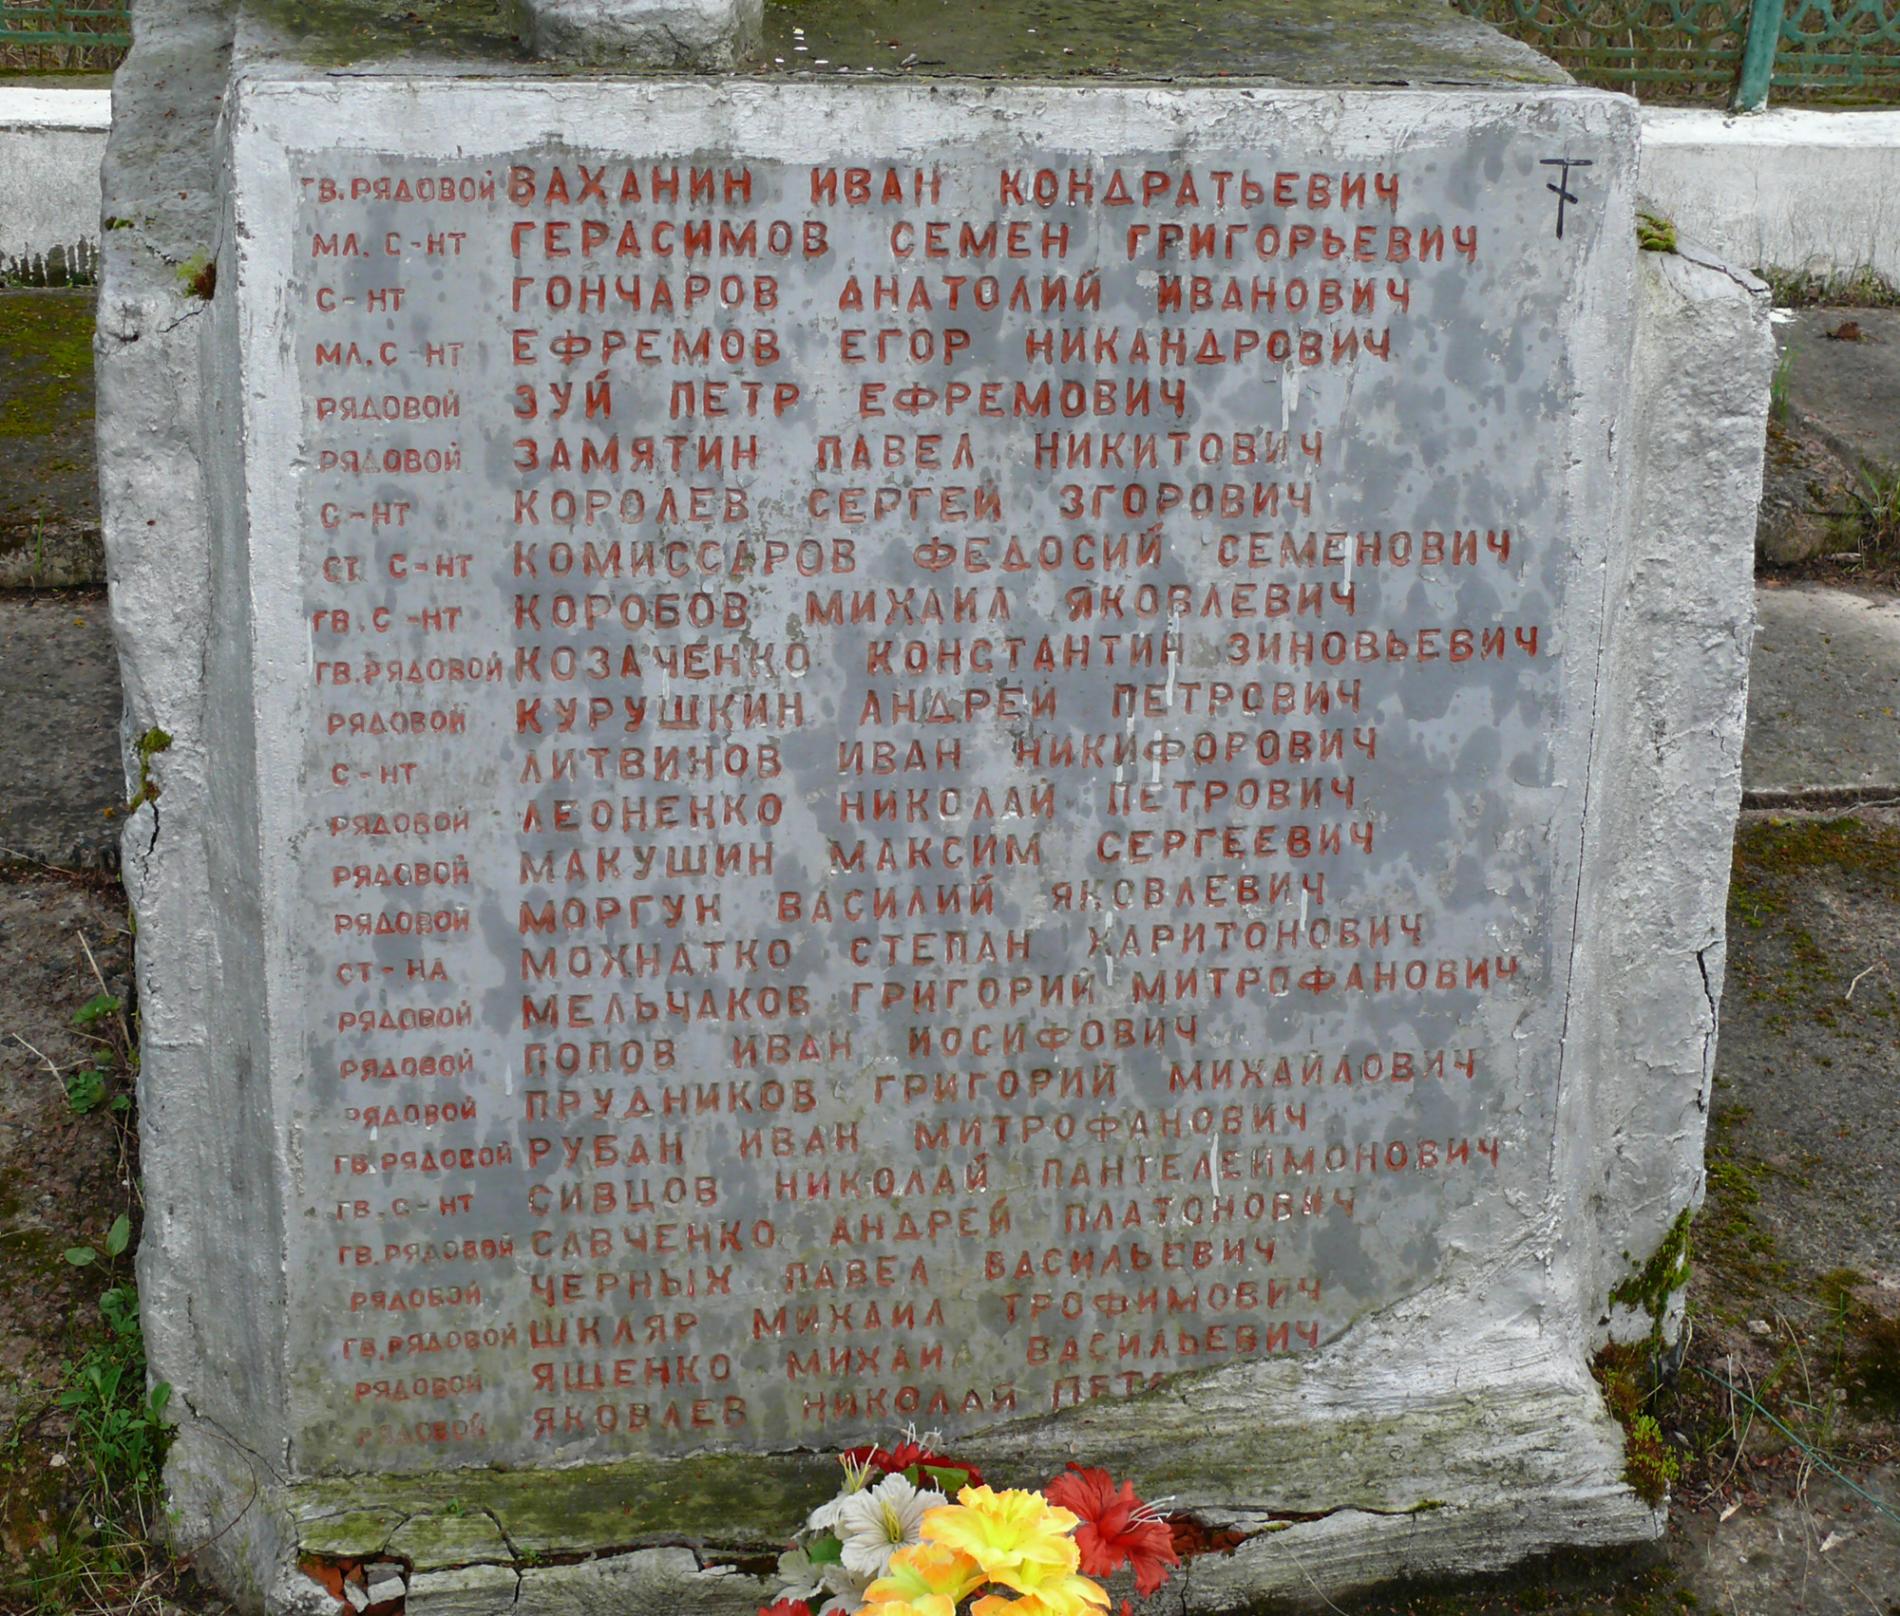 ГВ. РЯДОВОЙ ВАХАНИН ИВАН КОНДРАТЬЕВИЧ
МЛ. С-НТ ГЕРАСИМОВ СЕМЕН ГРИГОРЬЕВИЧ
С-НТ ГОНЧАРОВ АНАТОЛИЙ ИВАНОВИЧ
МЛ. С-НТ ЕФРЕМОВ ЕГОР НИКАНДРОВИЧ
РЯДОВОЙ ЗУЙ ПЕТР ЕФРЕМОВИЧ
РЯДОВОЙ ЗАМЯТИН ПАВЕЛ НИКИТОВИЧ
С-НТ КОРОЛЕВ СЕРГЕЙ ЗГОРОВИЧ
СТ. С-НТ КОМИССАРОВ ФЕДОСИЙ СЕМЕНОВИЧ
ГВ. С-НТ КОРОБОВ МИХАИЛ ЯКОВЛЕВИЧ
ГВ. РЯДОВОЙ КОЗАЧЕНКО КОНСТАНТИН ЗИНОВЬЕВИЧ
РЯДОВОЙ КУРУШКИН АНДРЕЙ ПЕТРОВИЧ
С-НТ ЛИТВИНОВ ИВАН НИКИФОРОВИЧ
РЯДОВОЙ ЛЕОНЕНКО НИКОЛАЙ ПЕТРОВИЧ
РЯДОВОЙ МАКУШИН МАКСИМ СЕРГЕЕВИЧ
РЯДОВОЙ МОРГУН ВАСИЛИЙ ЯКОВЛЕВИЧ
СТ-НА МОХНАТКО СТЕПАН ХАРИТОНОВИЧ
РЯДОВОЙ МЕЛЬЧАКОВ ГРИГОРИЙ МИТРОФАНОВИЧ
РЯДОВОЙ ПОПОВ ИВАН ИОСИФОВИЧ
РЯДОВОЙ ПРУДНИКОВ ГРИГОРИЙ МИХАЙЛОВИЧ
ГВ. РЯДОВОЙ РУБАН ИВАН МИТРОФАНОВИЧ
ГВ. С-НТ СИВЦОВ НИКОЛАЙ ПАНТЕЛЕЙМОНОВИЧ
ГВ. РЯДОВОЙ САВЧЕНКО АНДРЕЙ ПЛАТОНОВИЧ
РЯДОВОЙ ЧЕРНЫХ ПАВЕЛ ВАСИЛЬЕВИЧ
ГВ. РЯДОВОЙ ШКЛЯР МИХАИЛ ТРОФИМОВИЧ
РЯДОВОЙ ЯЩЕНКО МИХАИЛ ВАСИЛЬЕВИЧ
РЯДОВОЙ ЯКОВЛЕВ НИКОЛАЙ